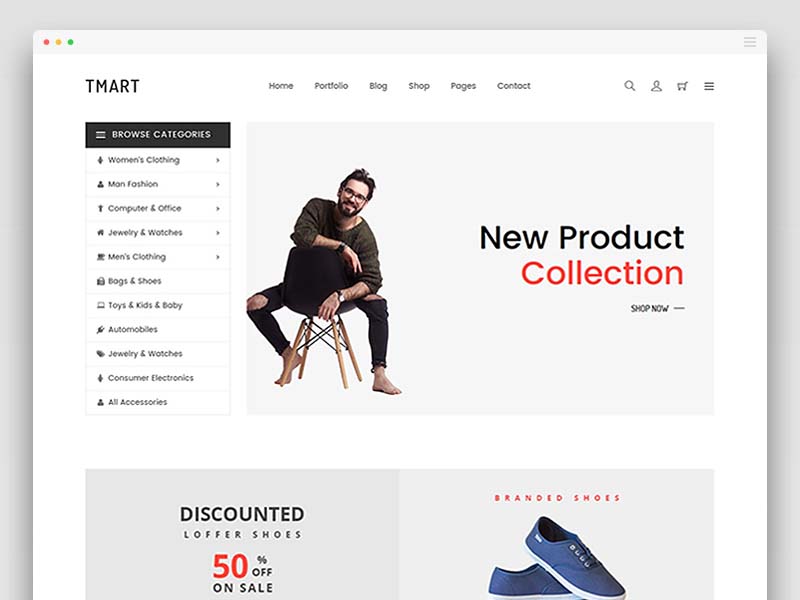 TMART
Home Portfolio Blog Shop Pages Contact
BROWSE CATEGORIES
Women's Clothing
Man Fashion
Computer & Office
Jewelry & Watches
Men's Clothing
Bags & Shoes
Toys & Kids & Baby
Automobiles
Jewelry & Watches
Consumer Electronics
All Accessories
New Product
Collection
SHOP NOW
DISCOUNTED
LOFFER SHOES
50 % OFF
ON SALE
BRANDED SHOES